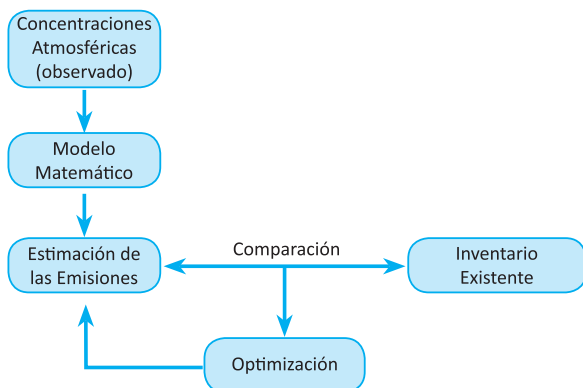 Concentraciones
Atmosféricas
(observado)
Modelo
Matemático
Estimación de
las Emisiones
Comparación
Inventario
Existente
Optimización